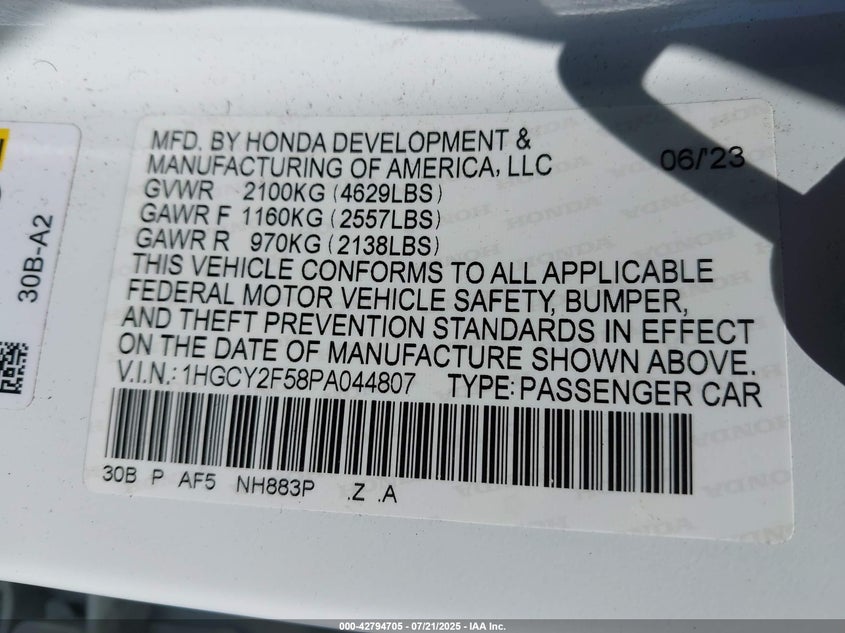 MFD. BY HONDA DEVELOPMENT &
MANUFACTURING OF AMERICA, LLC 06/'23
GVWR 2100KG (4629LBS)
GAWR F 1160KG (2557LBS)
GAWR R 970KG (2138LBS)
THIS VEHICLE CONFORMS TO ALL APPLICABLE
FEDERAL MOTOR VEHICLE SAFETY, BUMPER,
AND THEFT PREVENTION STANDARDS IN EFFECT
ON THE DATE OF MANUFACTURE SHOWN ABOVE.
V.I.N.: 1HGCY2F58PA044807 TYPE: PASSENGER CAR
30B P AF5 NH883P .Z .A
30B-A2
000-42794705 - 07/21/2025 - IAA Inc.